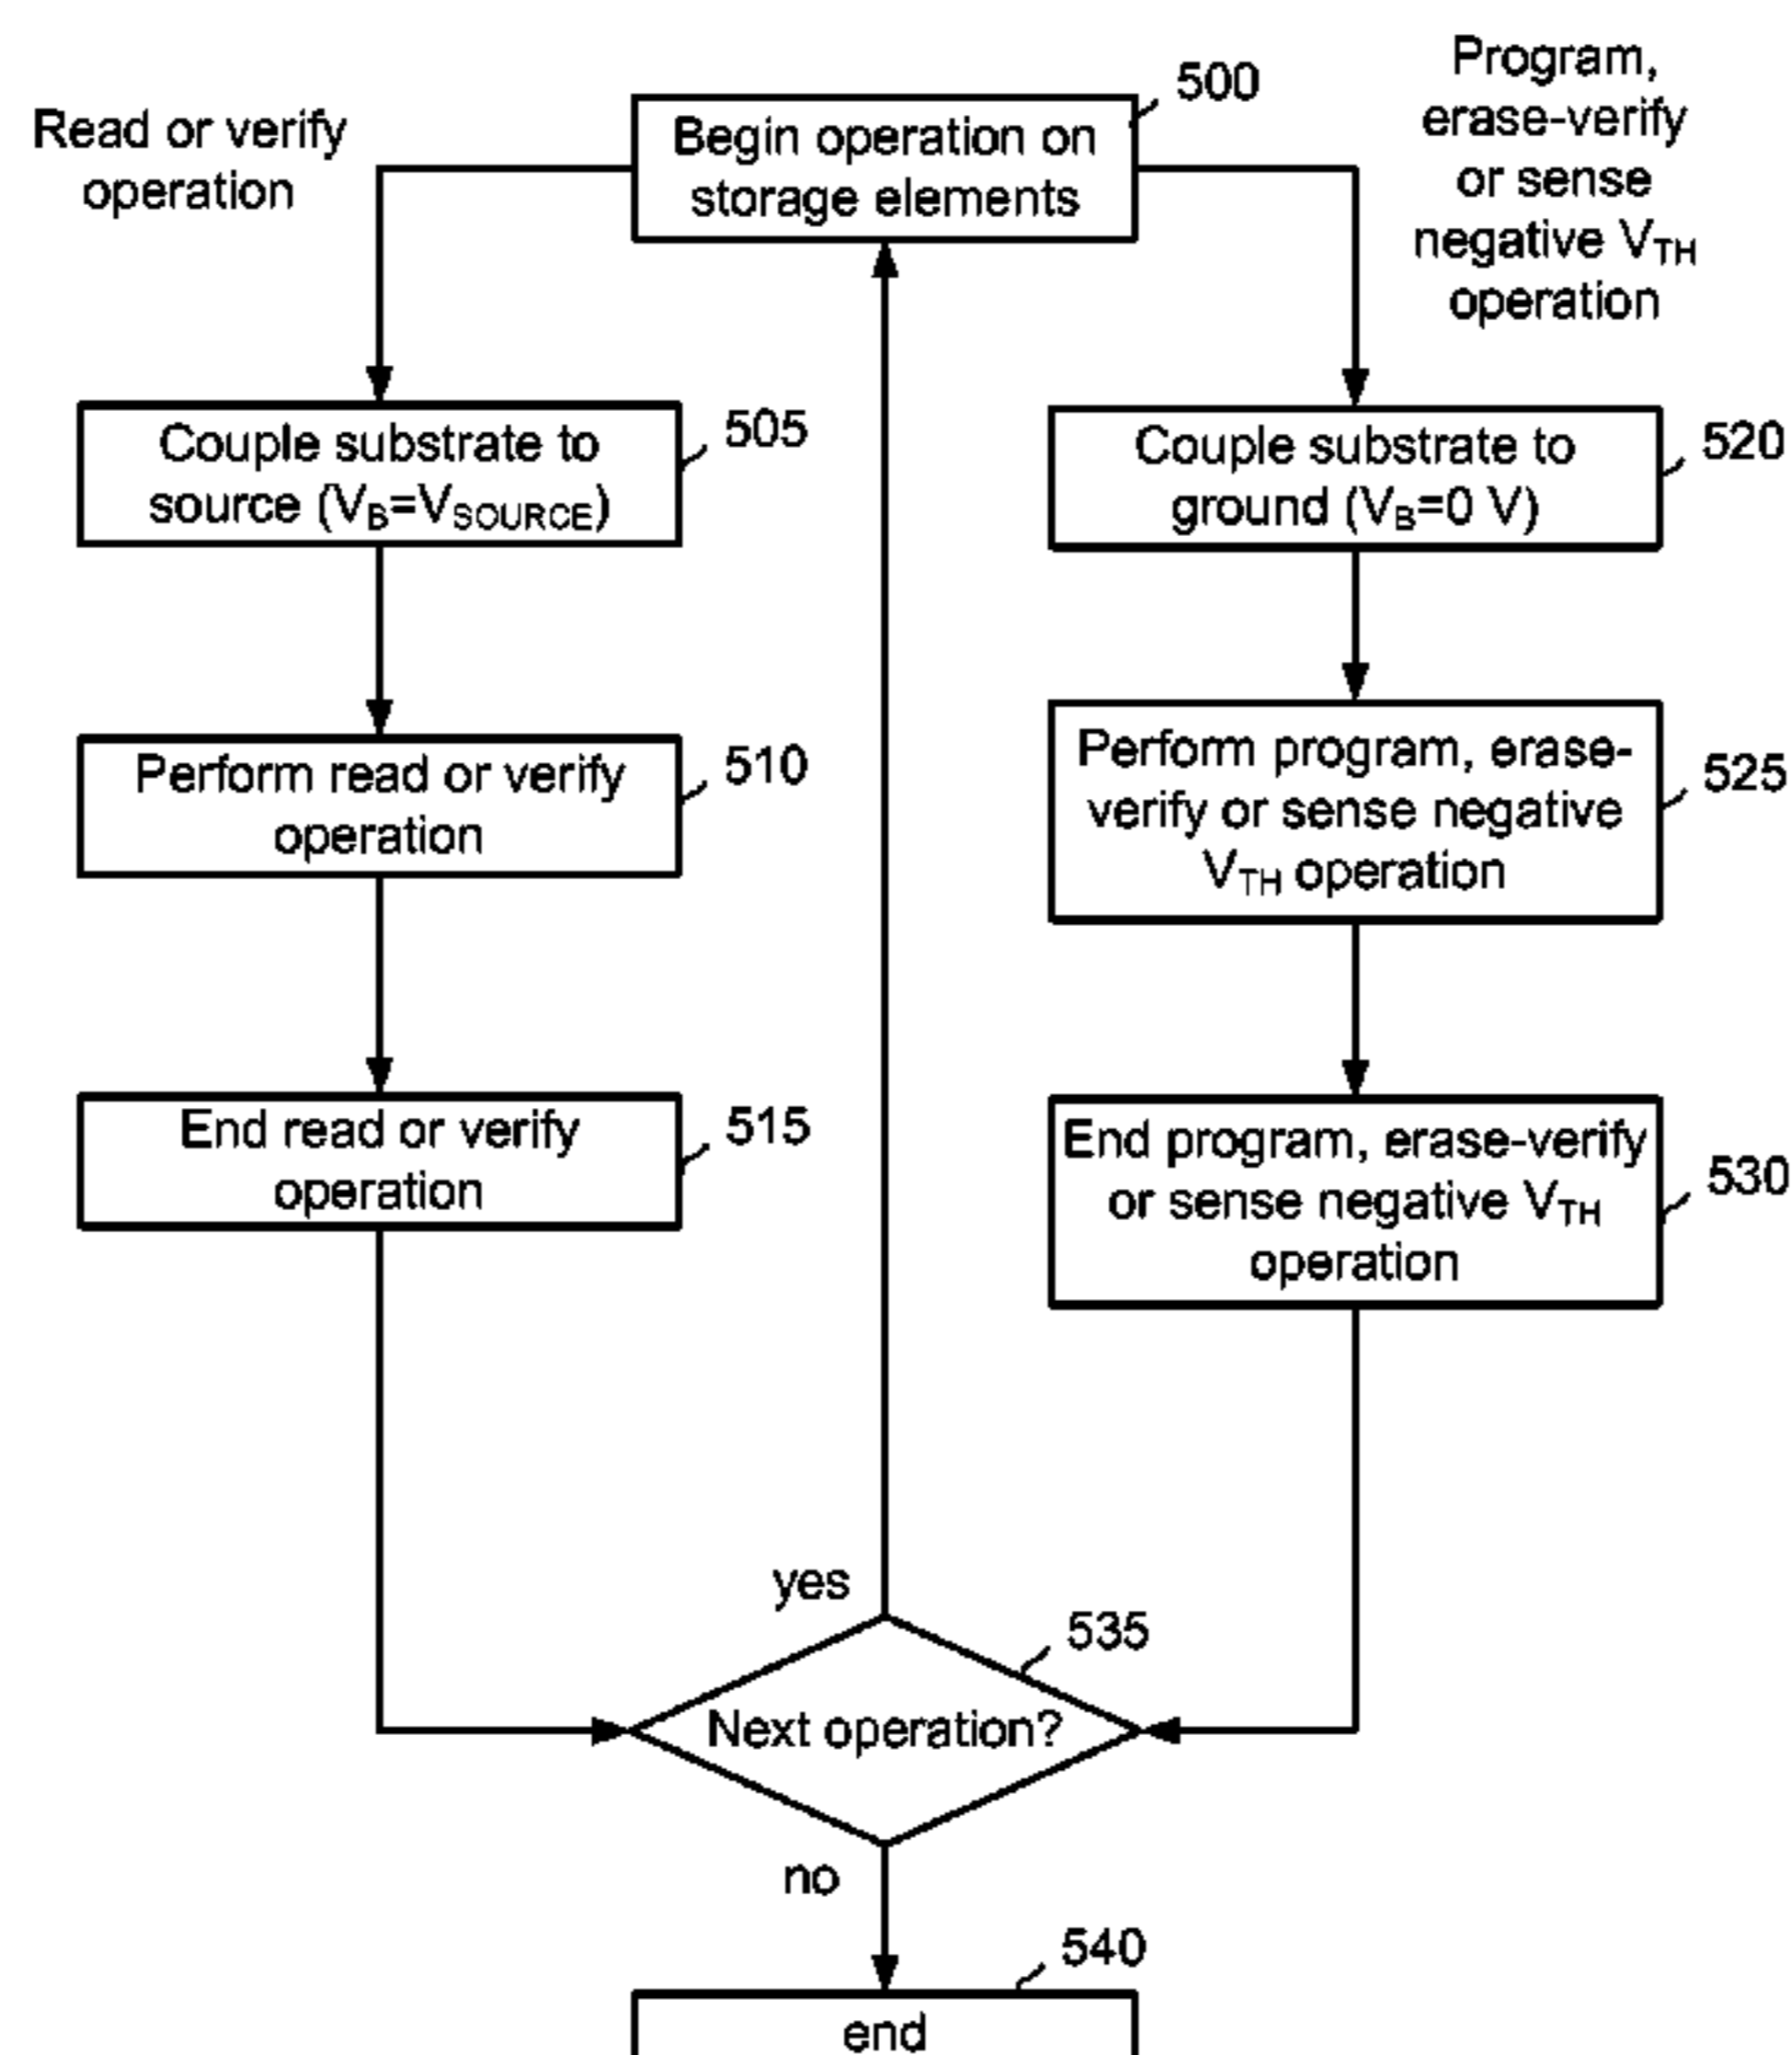 500
Begin operation on
storage elements
Read or verify
operation
Program,
erase-verify
or sense
negative VTH
operation
Couple substrate to
source (VB=VSOURCE)
505
Couple substrate to
ground (VB=0 V)
520
Perform read or verify
operation
510
Perform program, erase-
verify or sense negative
VTH operation
525
End read or verify
operation
515
End program, erase-verify
or sense negative VTH
operation
530
yes
535
Next operation?
no
540
end